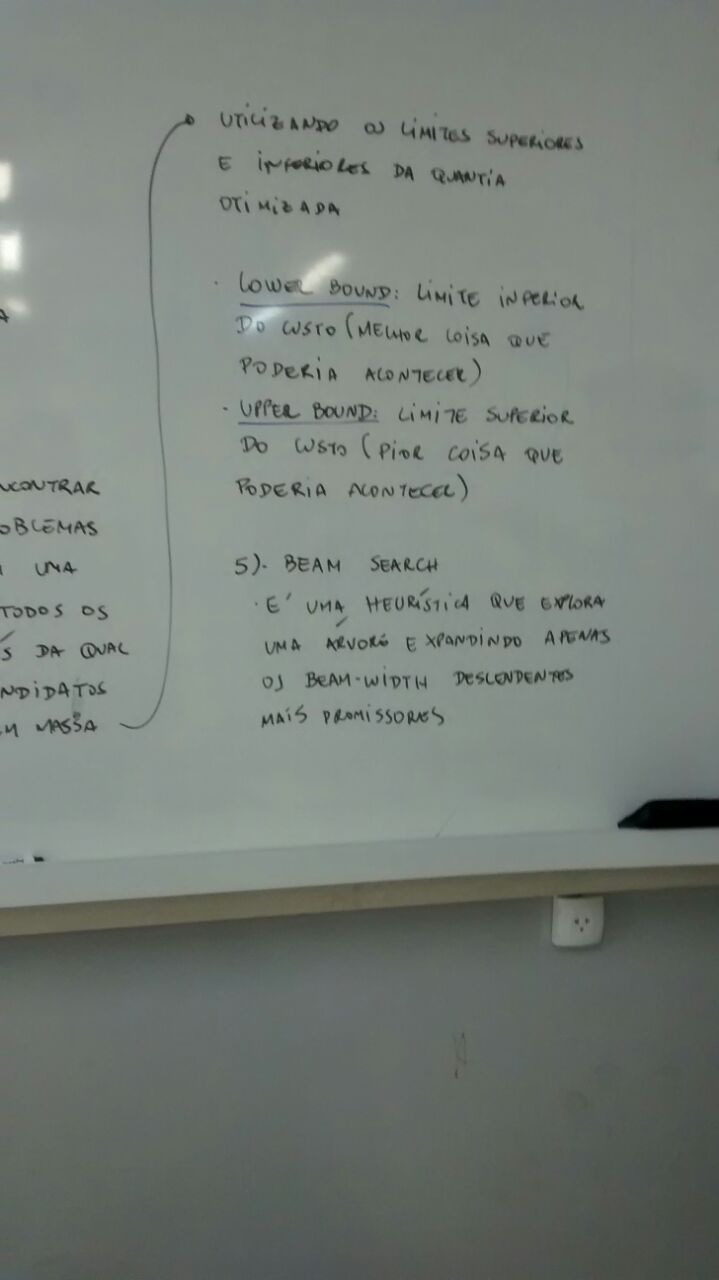 A
NCONTRAR
OBLEMAS
UMA
TODOS OS
S DA QUAL
NDIDATOS
M MASSA
UTILIZANDO OS LIMITES SUPERIORES
E INFERIORES DA QUANTIA
OTIMIZADA
· LOWER BOUND: LIMITE INFERIOR
DO CUSTO (MELHOR COISA QUE
PODERIA ACONTECER)
· UPPER BOUND: LIMITE SUPERIOR
DO CUSTO (PIOR COISA QUE
PODERIA ACONTECER)
5). BEAM SEARCH
· É UMA HEURÍSTICA QUE EXPLORA
UMA ÁRVORE EXPANDINDO APENAS
OS BEAM-WIDTH DESCENDENTES
MAIS PROMISSORES